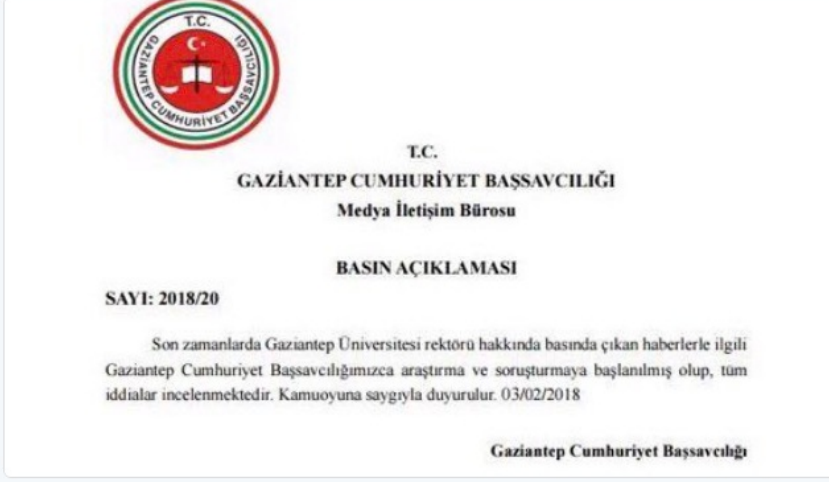 T.C.
GAZİANTEP CUMHURİYET BAŞSAVCILIĞI
T.C.
GAZİANTEP CUMHURİYET BAŞSAVCILIĞI
Medya İletişim Bürosu
BASIN AÇIKLAMASI
SAYI: 2018/20
Son zamanlarda Gaziantep Üniversitesi rektörü hakkında basında çıkan haberlerle ilgili
Gaziantep Cumhuriyet Başsavcılığımızca araştırma ve soruşturmaya başlanılmış olup, tüm
iddialar incelenmektedir. Kamuoyuna saygıyla duyurulur. 03/02/2018
Gaziantep Cumhuriyet Başsavcılığı